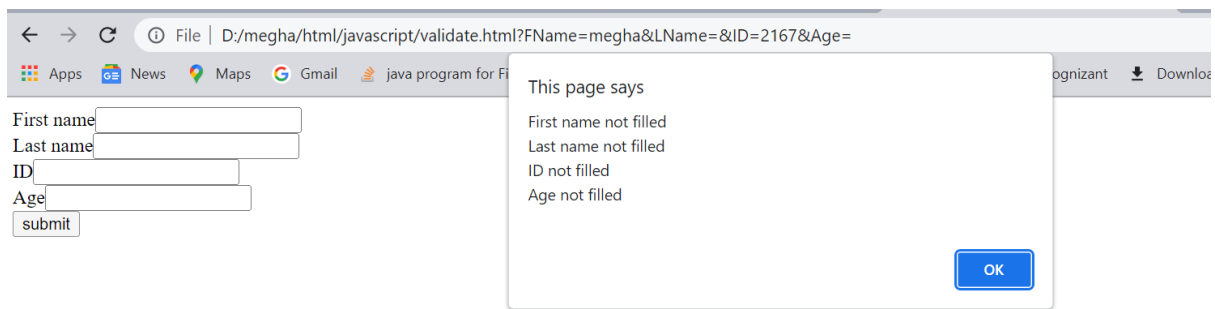 File | D:/megha/html/javascript/validate.html?FName=megha&LName=&ID=2167&Age=
Apps GE News Maps G Gmail java program for Fi
ognizant Downloa
This page says
First name not filled
Last name not filled
ID not filled
Age not filled
OK
First name
Last name
ID
Age
submit